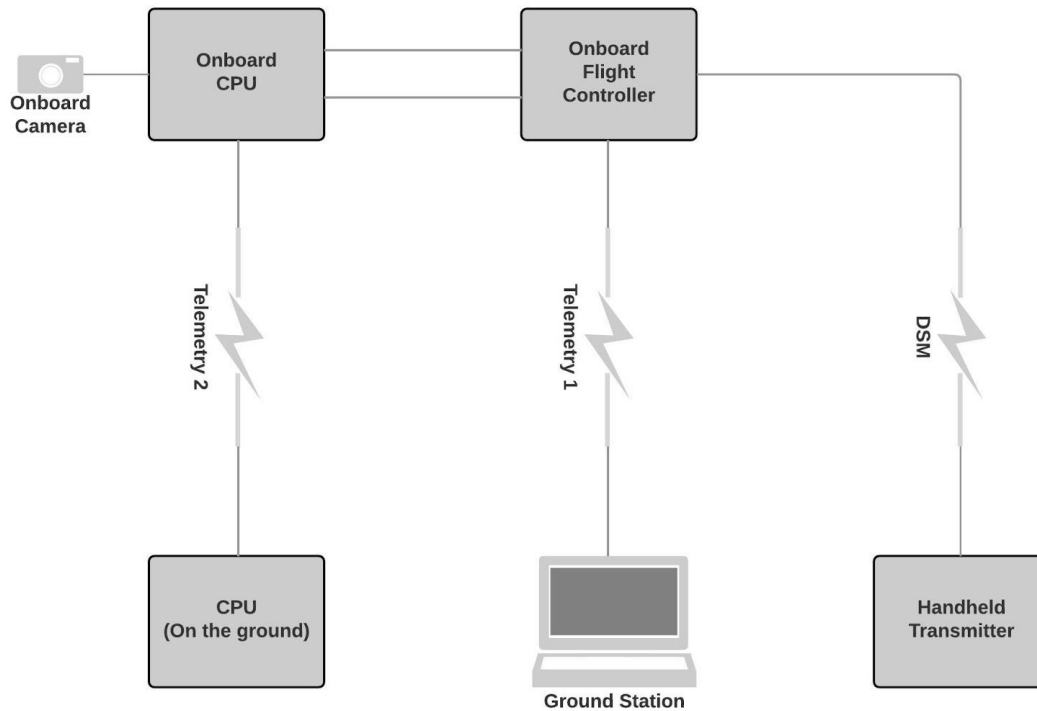 Onboard
CPU
Onboard
Flight
Controller
Onboard
Camera
Telemetry 2
Telemetry 1
DSM
CPU
(On the ground)
Handheld
Transmitter
Ground Station